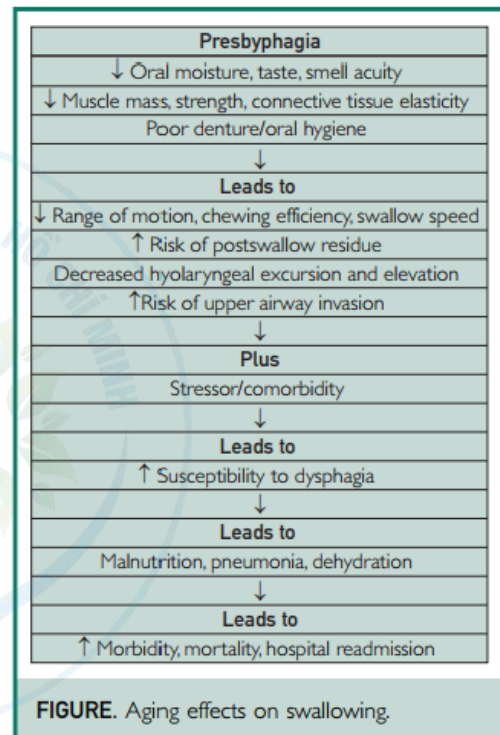 Presbyphagia
↓ Oral moisture, taste, smell acuity
↓ Muscle mass, strength, connective tissue elasticity
Poor denture/oral hygiene
↓
Leads to
↓ Range of motion, chewing efficiency, swallow speed
↑ Risk of postswallow residue
Decreased hyolaryngeal excursion and elevation
↑Risk of upper airway invasion
↓
Plus
Stressor/comorbidity
↓
Leads to
↑ Susceptibility to dysphagia
↓
Leads to
Malnutrition, pneumonia, dehydration
↓
Leads to
↑ Morbidity, mortality, hospital readmission
FIGURE. Aging effects on swallowing.
HỒ CHÍ MINH